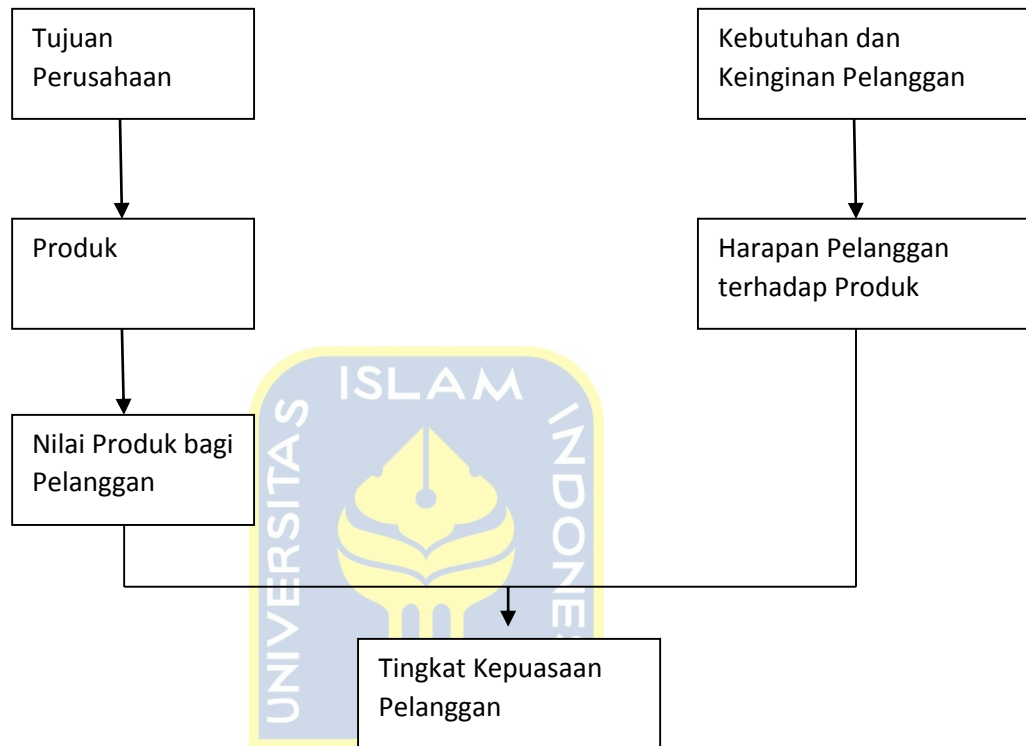 Tujuan
Perusahaan
Kebutuhan dan
Keinginan Pelanggan
Produk
Harapan Pelanggan
terhadap Produk
Nilai Produk bagi
Pelanggan
Tingkat Kepuasaan
Pelanggan
UNIVERSITAS
ISLAM